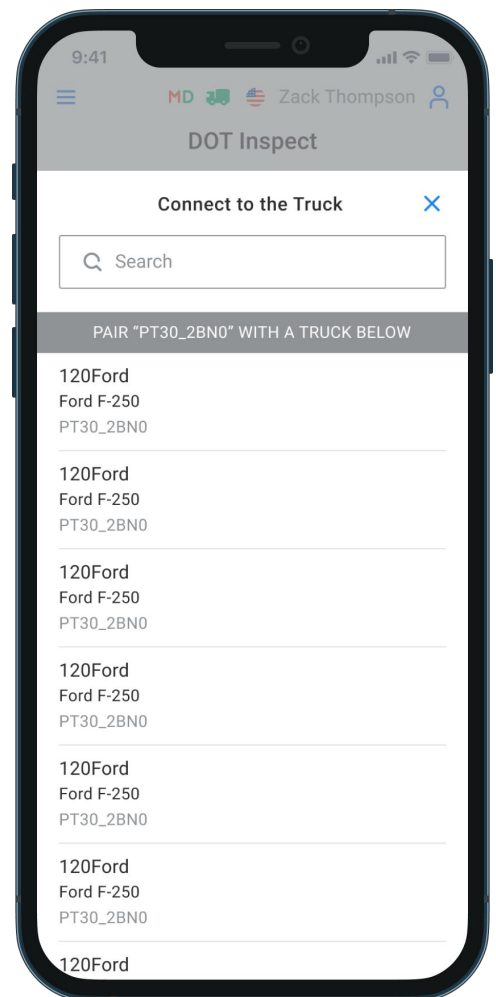 9:41
MD Zack Thompson
DOT Inspect
Connect to the Truck
Search
PAIR “PT30_2BN0” WITH A TRUCK BELOW
120Ford
Ford F-250
PT30_2BN0
120Ford
Ford F-250
PT30_2BN0
120Ford
Ford F-250
PT30_2BN0
120Ford
Ford F-250
PT30_2BN0
120Ford
Ford F-250
PT30_2BN0
120Ford
Ford F-250
PT30_2BN0
120Ford